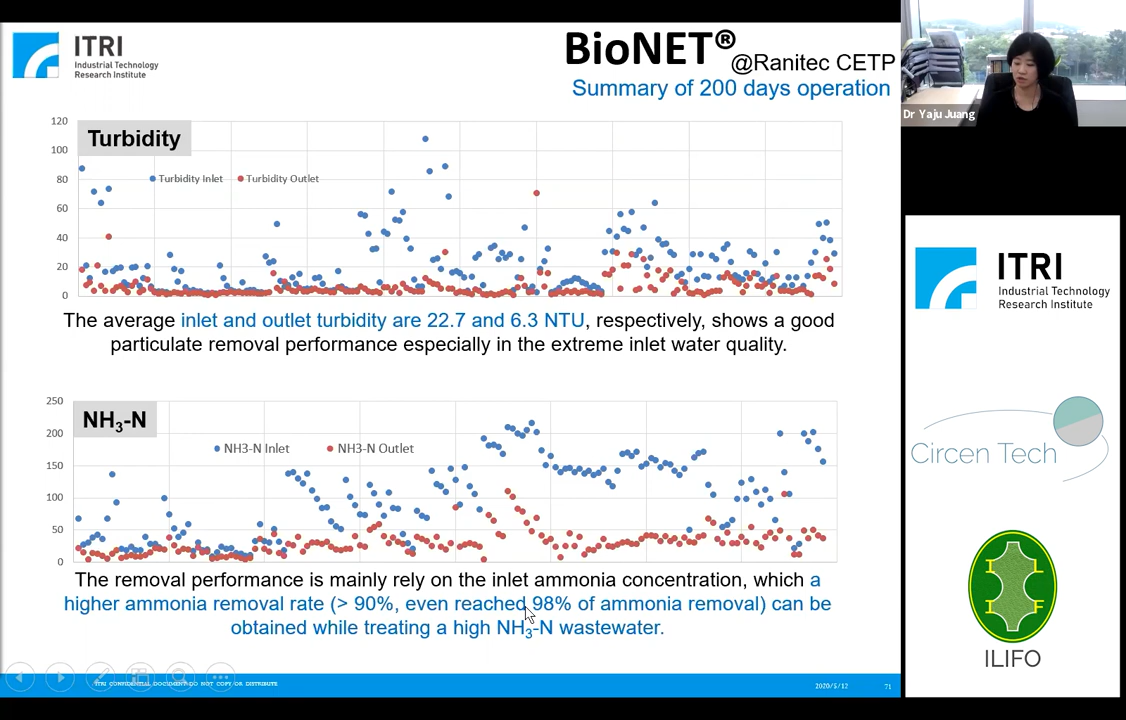 ITRI
Industrial Technology
Research Institute
BioNET®
@Ranitec CETP
Summary of 200 days operation
Dr Yaju Juang
Turbidity
Turbidity Inlet
Turbidity Outlet
120
100
80
60
40
20
0
The average inlet and outlet turbidity are 22.7 and 6.3 NTU, respectively, shows a good
particulate removal performance especially in the extreme inlet water quality.
NH3-N
NH3-N Inlet
NH3-N Outlet
250
200
150
100
50
0
The removal performance is mainly rely on the inlet ammonia concentration, which a
higher ammonia removal rate (> 90%, even reached 98% of ammonia removal) can be
obtained while treating a high NH3-N wastewater.
ITRI CONFIDENTIAL DOCUMENT DO NOT COPY OR DISTRIBUTE
2020/5/12
71
ITRI
Industrial Technology
Research Institute
Circen Tech
I L
L F
ILIFO